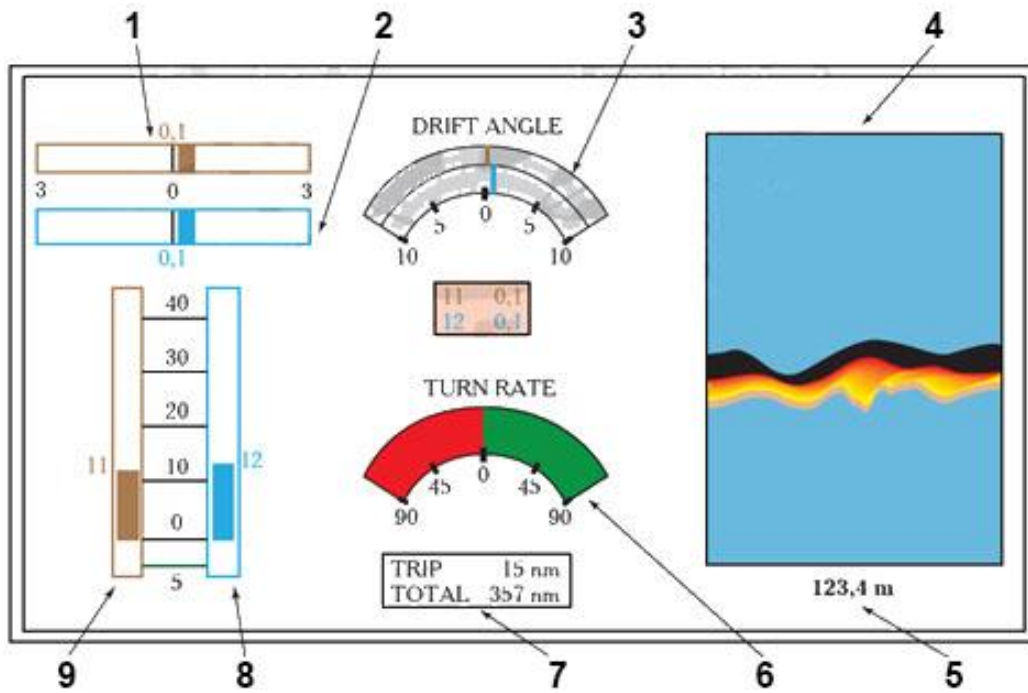 1
2
3
4
0,1
3 0 3
0,1
DRIFT ANGLE
10 5 0 5 10
11 0,1
12 0,1
40
30
20
11 10 12
0
5
TURN RATE
90 45 0 45 90
TRIP 15 nm
TOTAL 357 nm
123,4 m
9
8
7
6
5